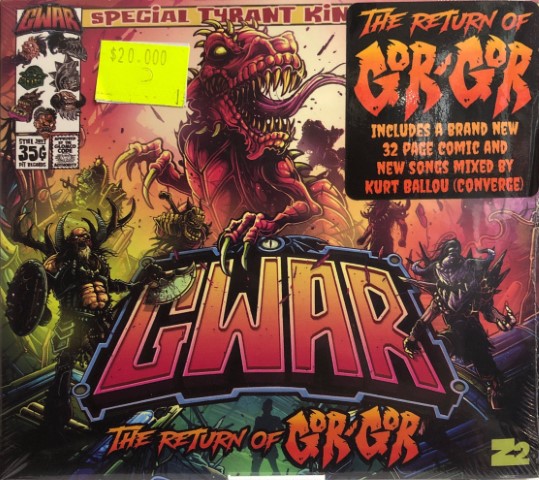 GWAR
SPECIAL TYRANT KIN
$20.000
THE RETURN OF
GOR-GOR
INCLUDES A BRAND NEW
32 PAGE COMIC AND
NEW SONGS MIXED BY
KURT BALLOU (CONVERGE)
35¢
GWAR
THE RETURN OF GOR-GOR
Z2